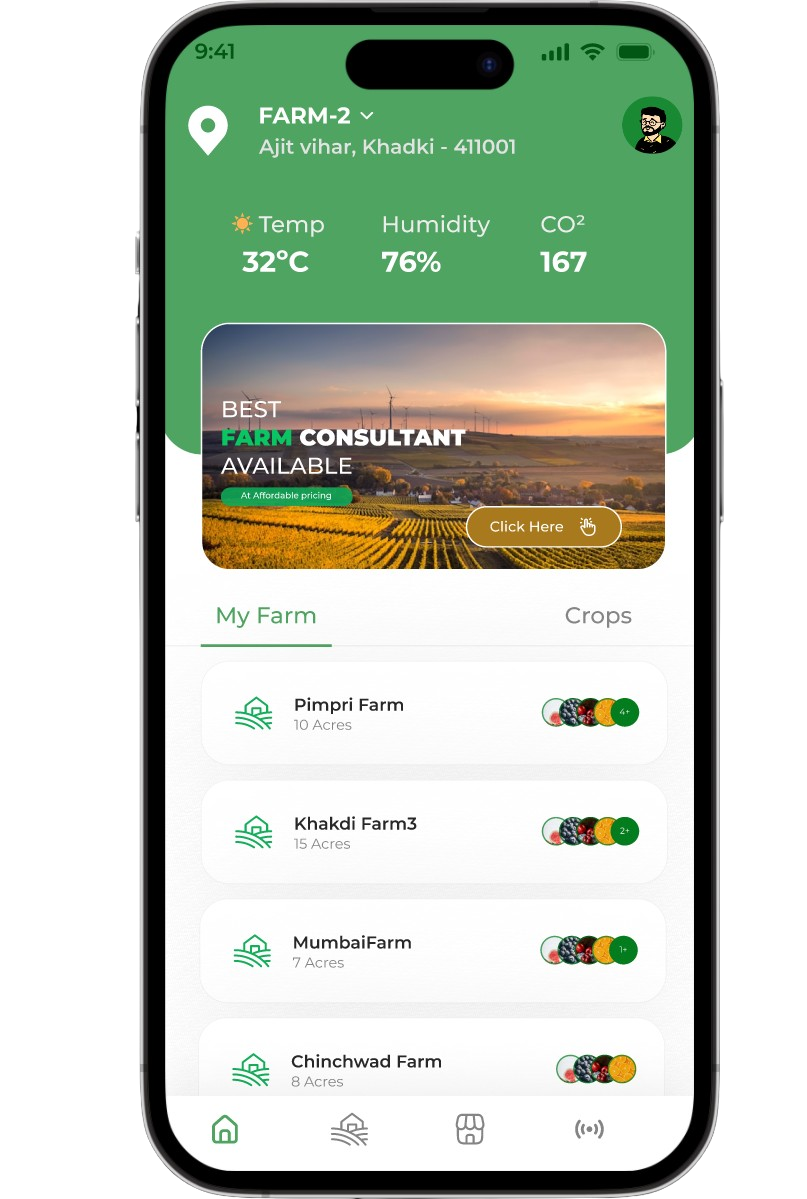 9:41
FARM-2
Ajit vihar, Khadki - 411001
Temp Humidity CO²
32°C 76% 167
BEST
FARM CONSULTANT
AVAILABLE
At Affordable pricing
Click Here
My Farm Crops
Pimpri Farm
10 Acres
4+
Khakdi Farm3
15 Acres
2+
MumbaiFarm
7 Acres
1+
Chinchwad Farm
8 Acres